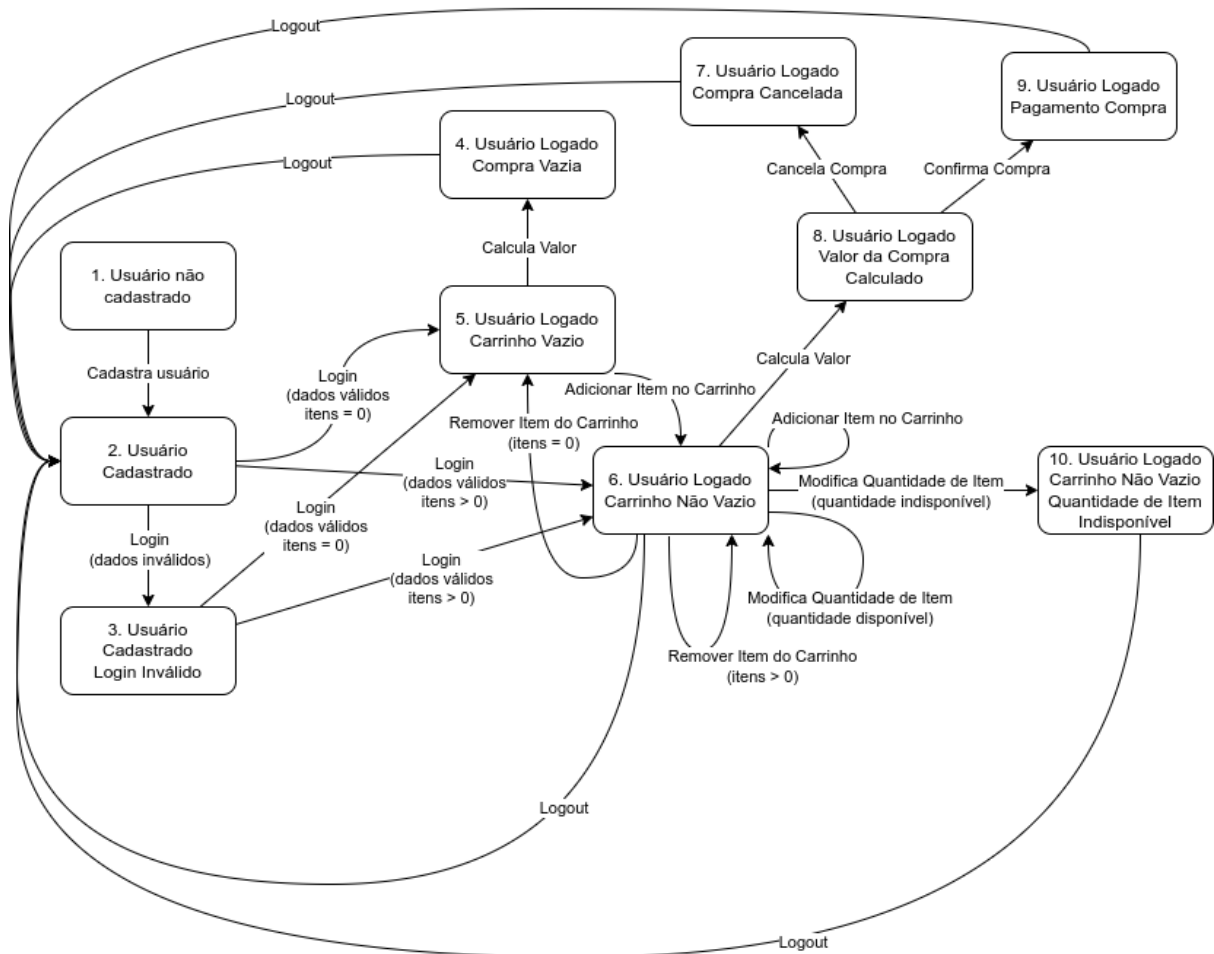 Logout
7. Usuário Logado
Compra Cancelada
9. Usuário Logado
Pagamento Compra
Logout
4. Usuário Logado
Compra Vazia
Logout
Cancela Compra
Confirma Compra
8. Usuário Logado
Valor da Compra
Calculado
Calcula Valor
1. Usuário não
cadastrado
5. Usuário Logado
Carrinho Vazio
Calcula Valor
Cadastra usuário
Login
(dados válidos
itens = 0)
Adicionar Item no Carrinho
Remover Item do Carrinho
(itens = 0)
Adicionar Item no Carrinho
2. Usuário
Cadastrado
Login
(dados válidos
itens > 0)
6. Usuário Logado
Carrinho Não Vazio
Modifica Quantidade de Item
(quantidade indisponível)
10. Usuário Logado
Carrinho Não Vazio
Quantidade de Item
Indisponível
Login
(dados inválidos)
Login
(dados válidos
itens = 0)
Login
(dados válidos
itens > 0)
Modifica Quantidade de Item
(quantidade disponível)
3. Usuário
Cadastrado
Login Inválido
Remover Item do Carrinho
(itens > 0)
Logout
Logout